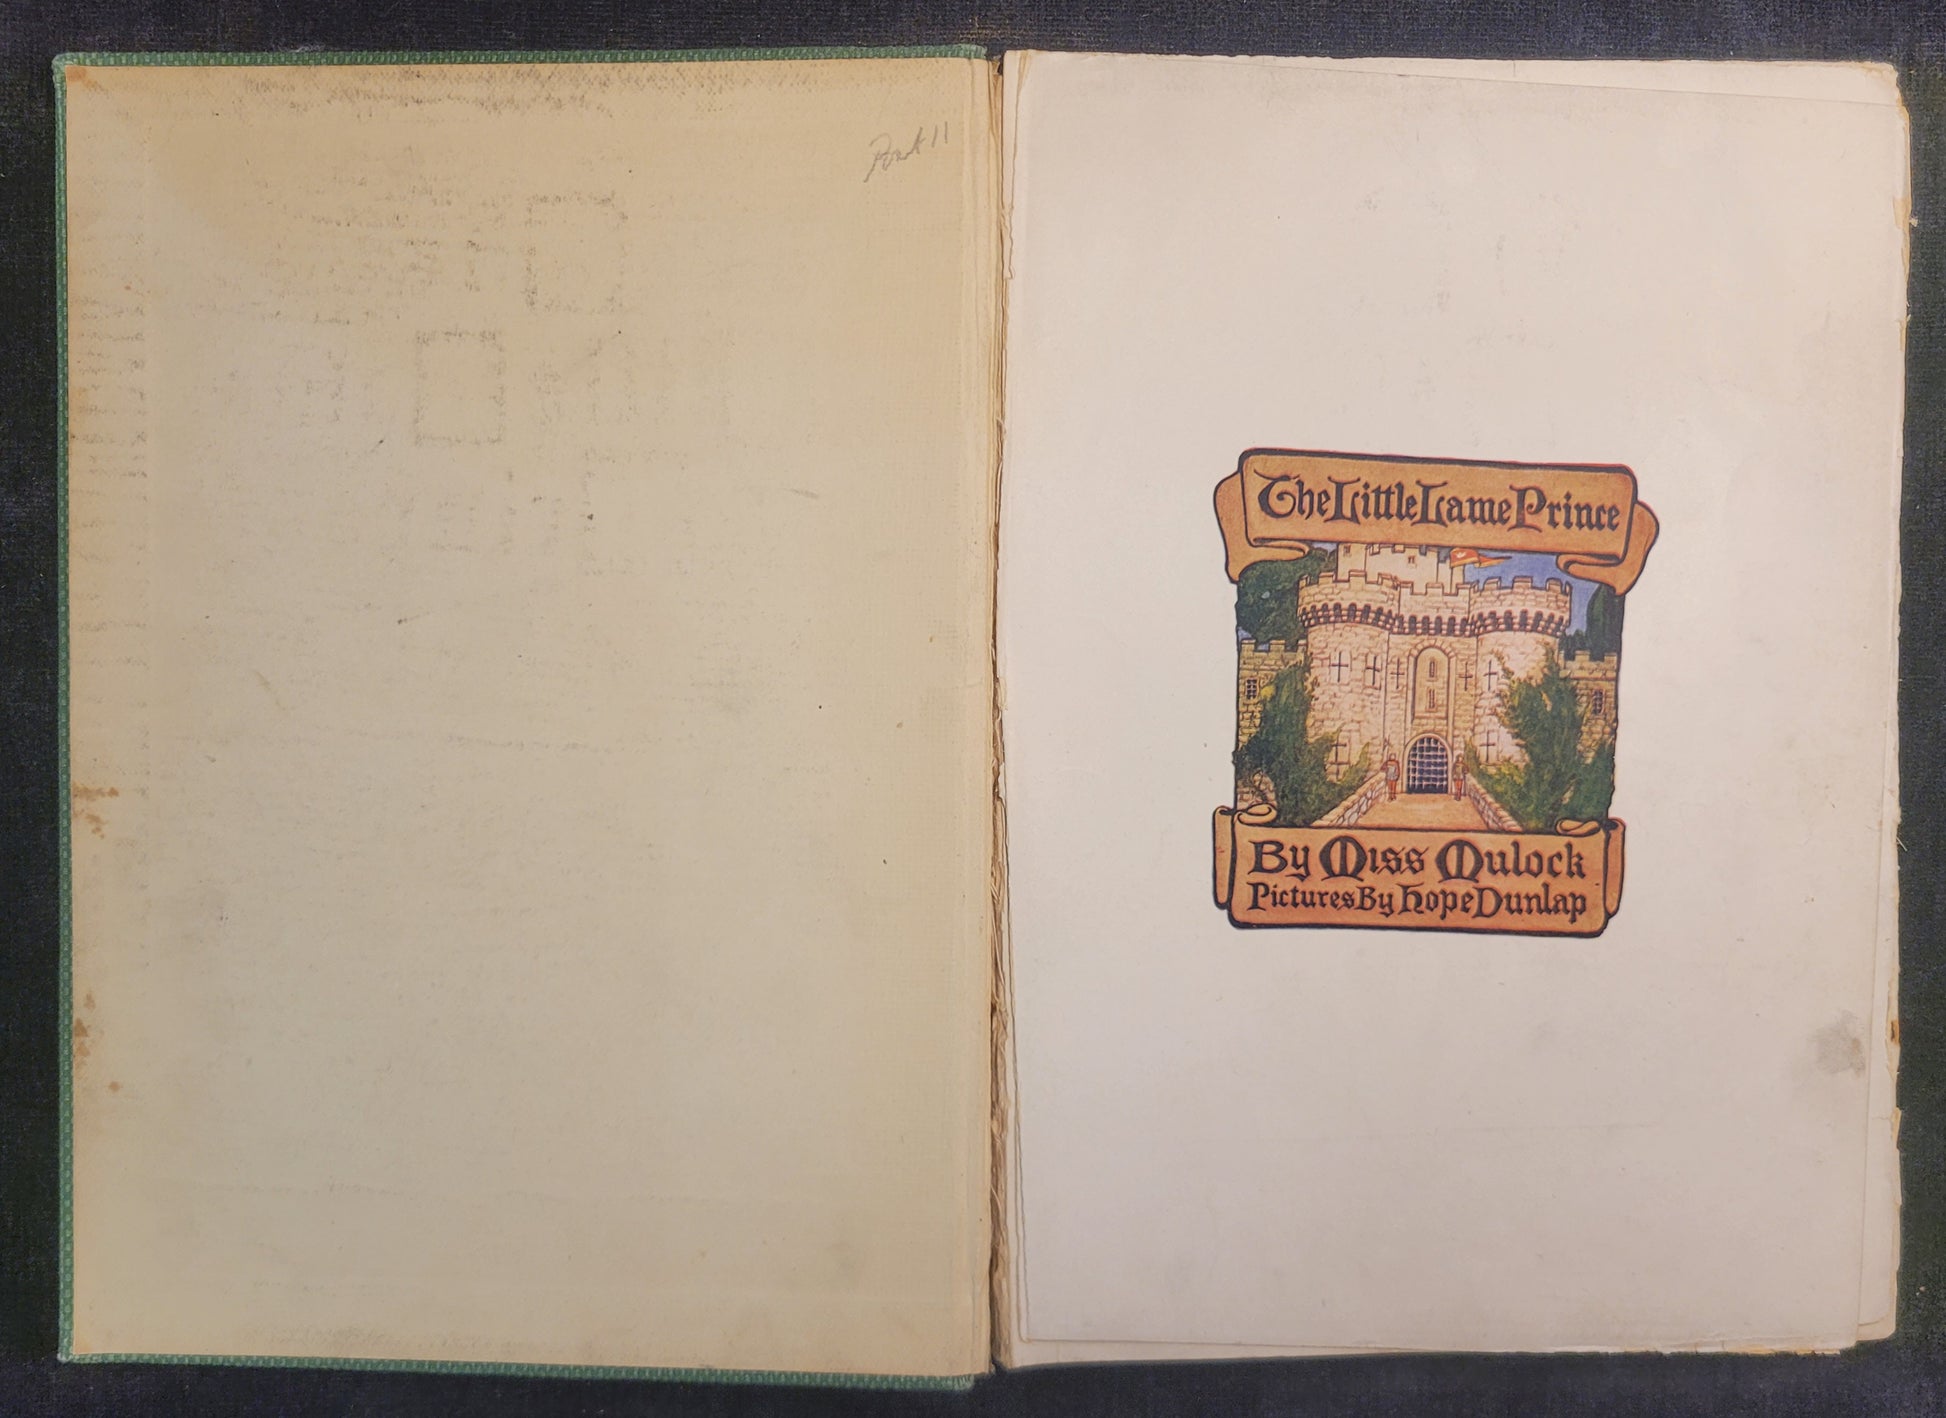 The Little Lame Prince
By Miss Mulock
Pictures By Hope Dunlap